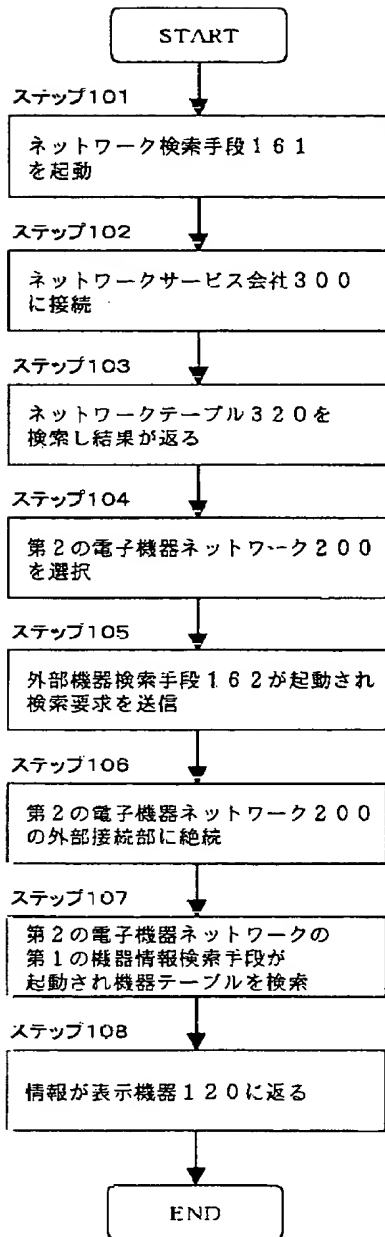 START
ステップ101
ネットワーク検索手段１６１
を起動
ステップ102
ネットワークサービス会社３００
に接続
ステップ103
ネットワークテーブル３２０を
検索し結果が返る
ステップ104
第２の電子機器ネットワーク２００
を選択
ステップ105
外部機器検索手段１６２が起動され
検索要求を送信
ステップ106
第２の電子機器ネットワーク２００
の外部接続部に絶続
ステップ107
第２の電子機器ネットワークの
第１の機器情報検索手段が
起動され機器テーブルを検索
ステップ108
情報が表示機器１２０に返る
END